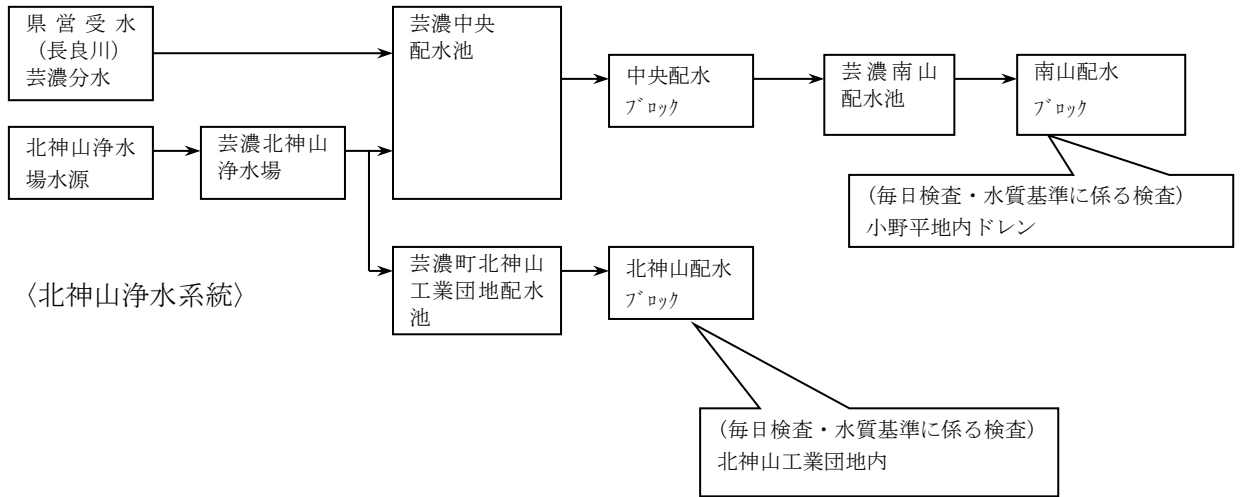 県営受水
（長良川）
芸濃分水
芸濃中央
配水池
中央配水
ﾌﾞﾛｯｸ
芸濃南山
配水池
南山配水
ﾌﾞﾛｯｸ
北神山浄水
場水源
芸濃北神山
浄水場
（毎日検査・水質基準に係る検査）
小野平地内ドレン
〈北神山浄水系統〉
芸濃町北神山
工業団地配水
池
北神山配水
ﾌﾞﾛｯｸ
（毎日検査・水質基準に係る検査）
北神山工業団地内